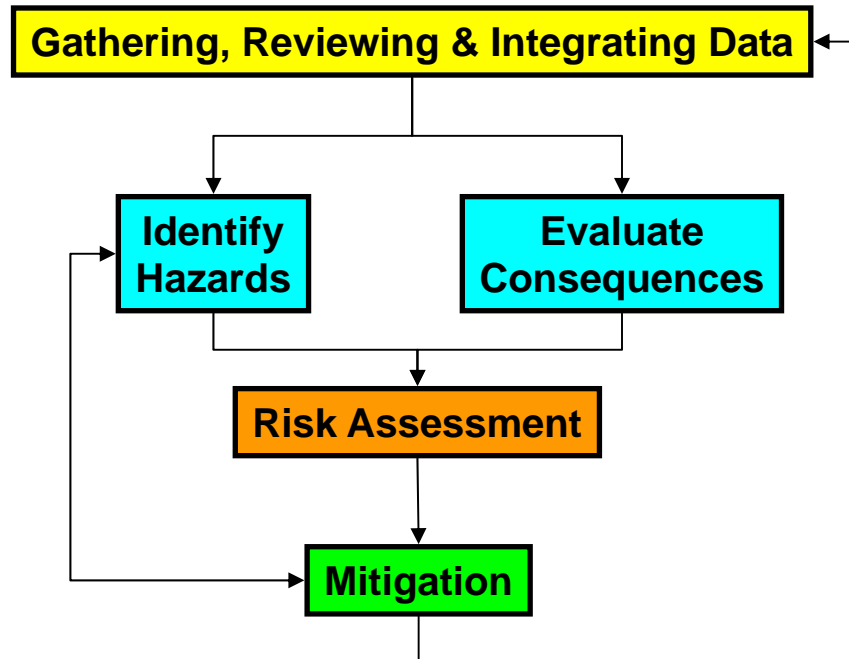 Gathering, Reviewing & Integrating Data
Identify
Hazards
Evaluate
Consequences
Risk Assessment
Mitigation